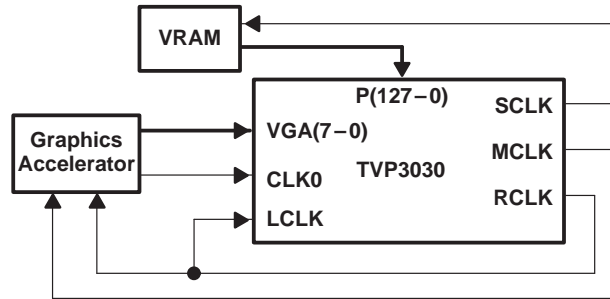 VRAM
P(127–0)
SCLK
Graphics
Accelerator
VGA(7–0)
MCLK
CLK0
TVP3030
RCLK
LCLK